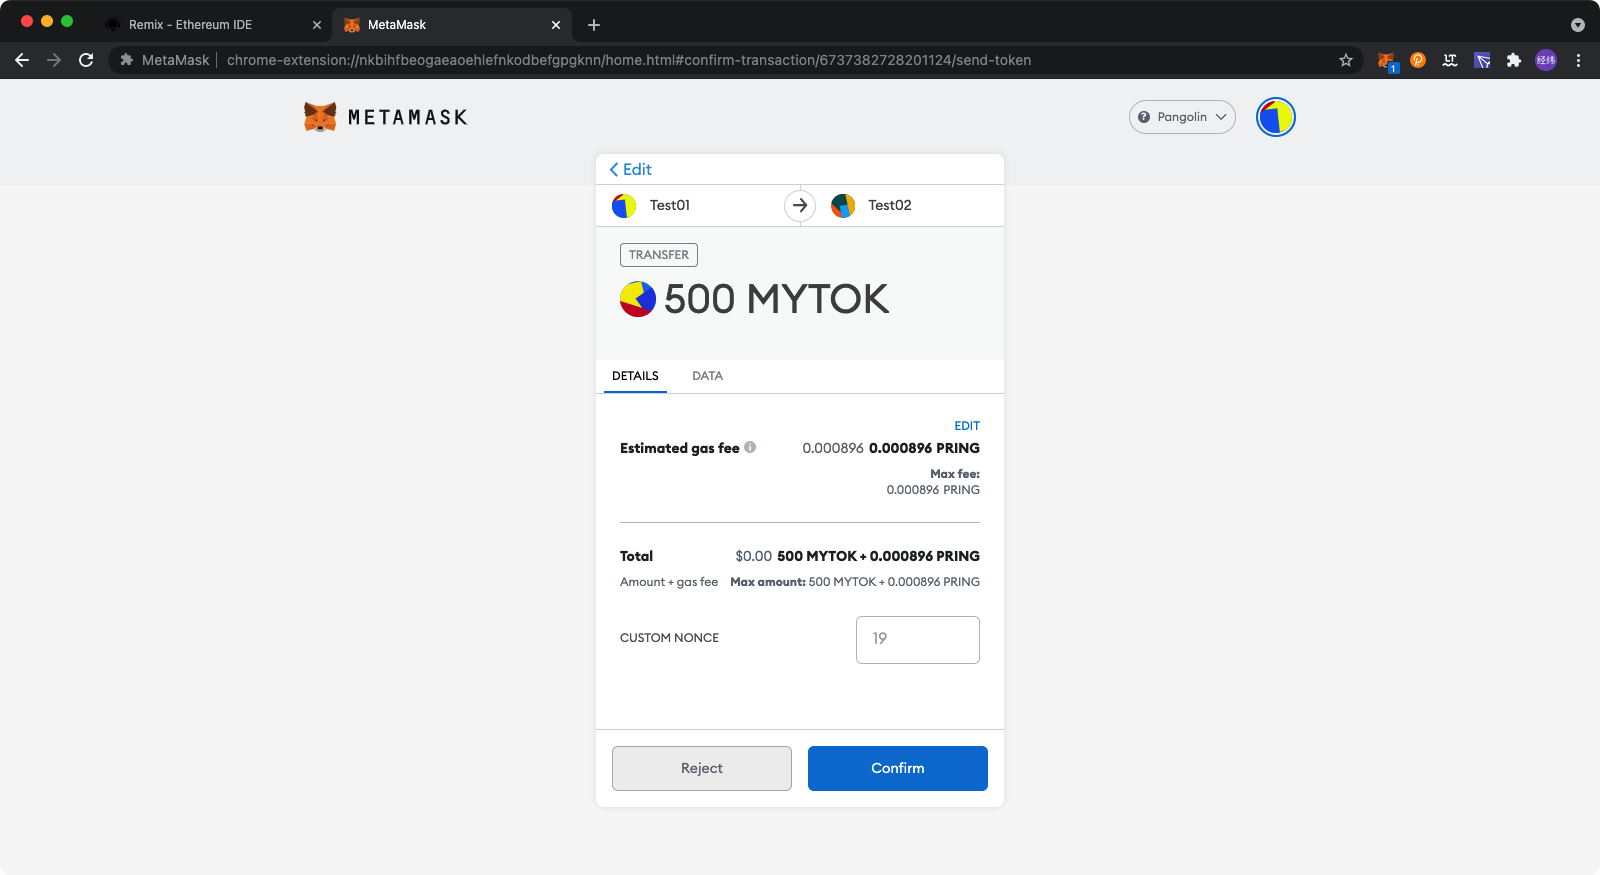 Remix - Ethereum IDE
MetaMask
MetaMask
chrome-extension://nkbihfbeogaeaoehlefnkodbefgpgknn/home.html#confirm-transaction/6737382728201124/send-token
1
经纬
METAMASK
Pangolin
Edit
Test01
Test02
TRANSFER
500 MYTOK
DETAILS
DATA
EDIT
Estimated gas fee
0.000896 0.000896 PRING
Max fee:
0.000896 PRING
Total
$0.00 500 MYTOK + 0.000896 PRING
Amount + gas fee
Max amount: 500 MYTOK + 0.000896 PRING
CUSTOM NONCE
19
Reject
Confirm